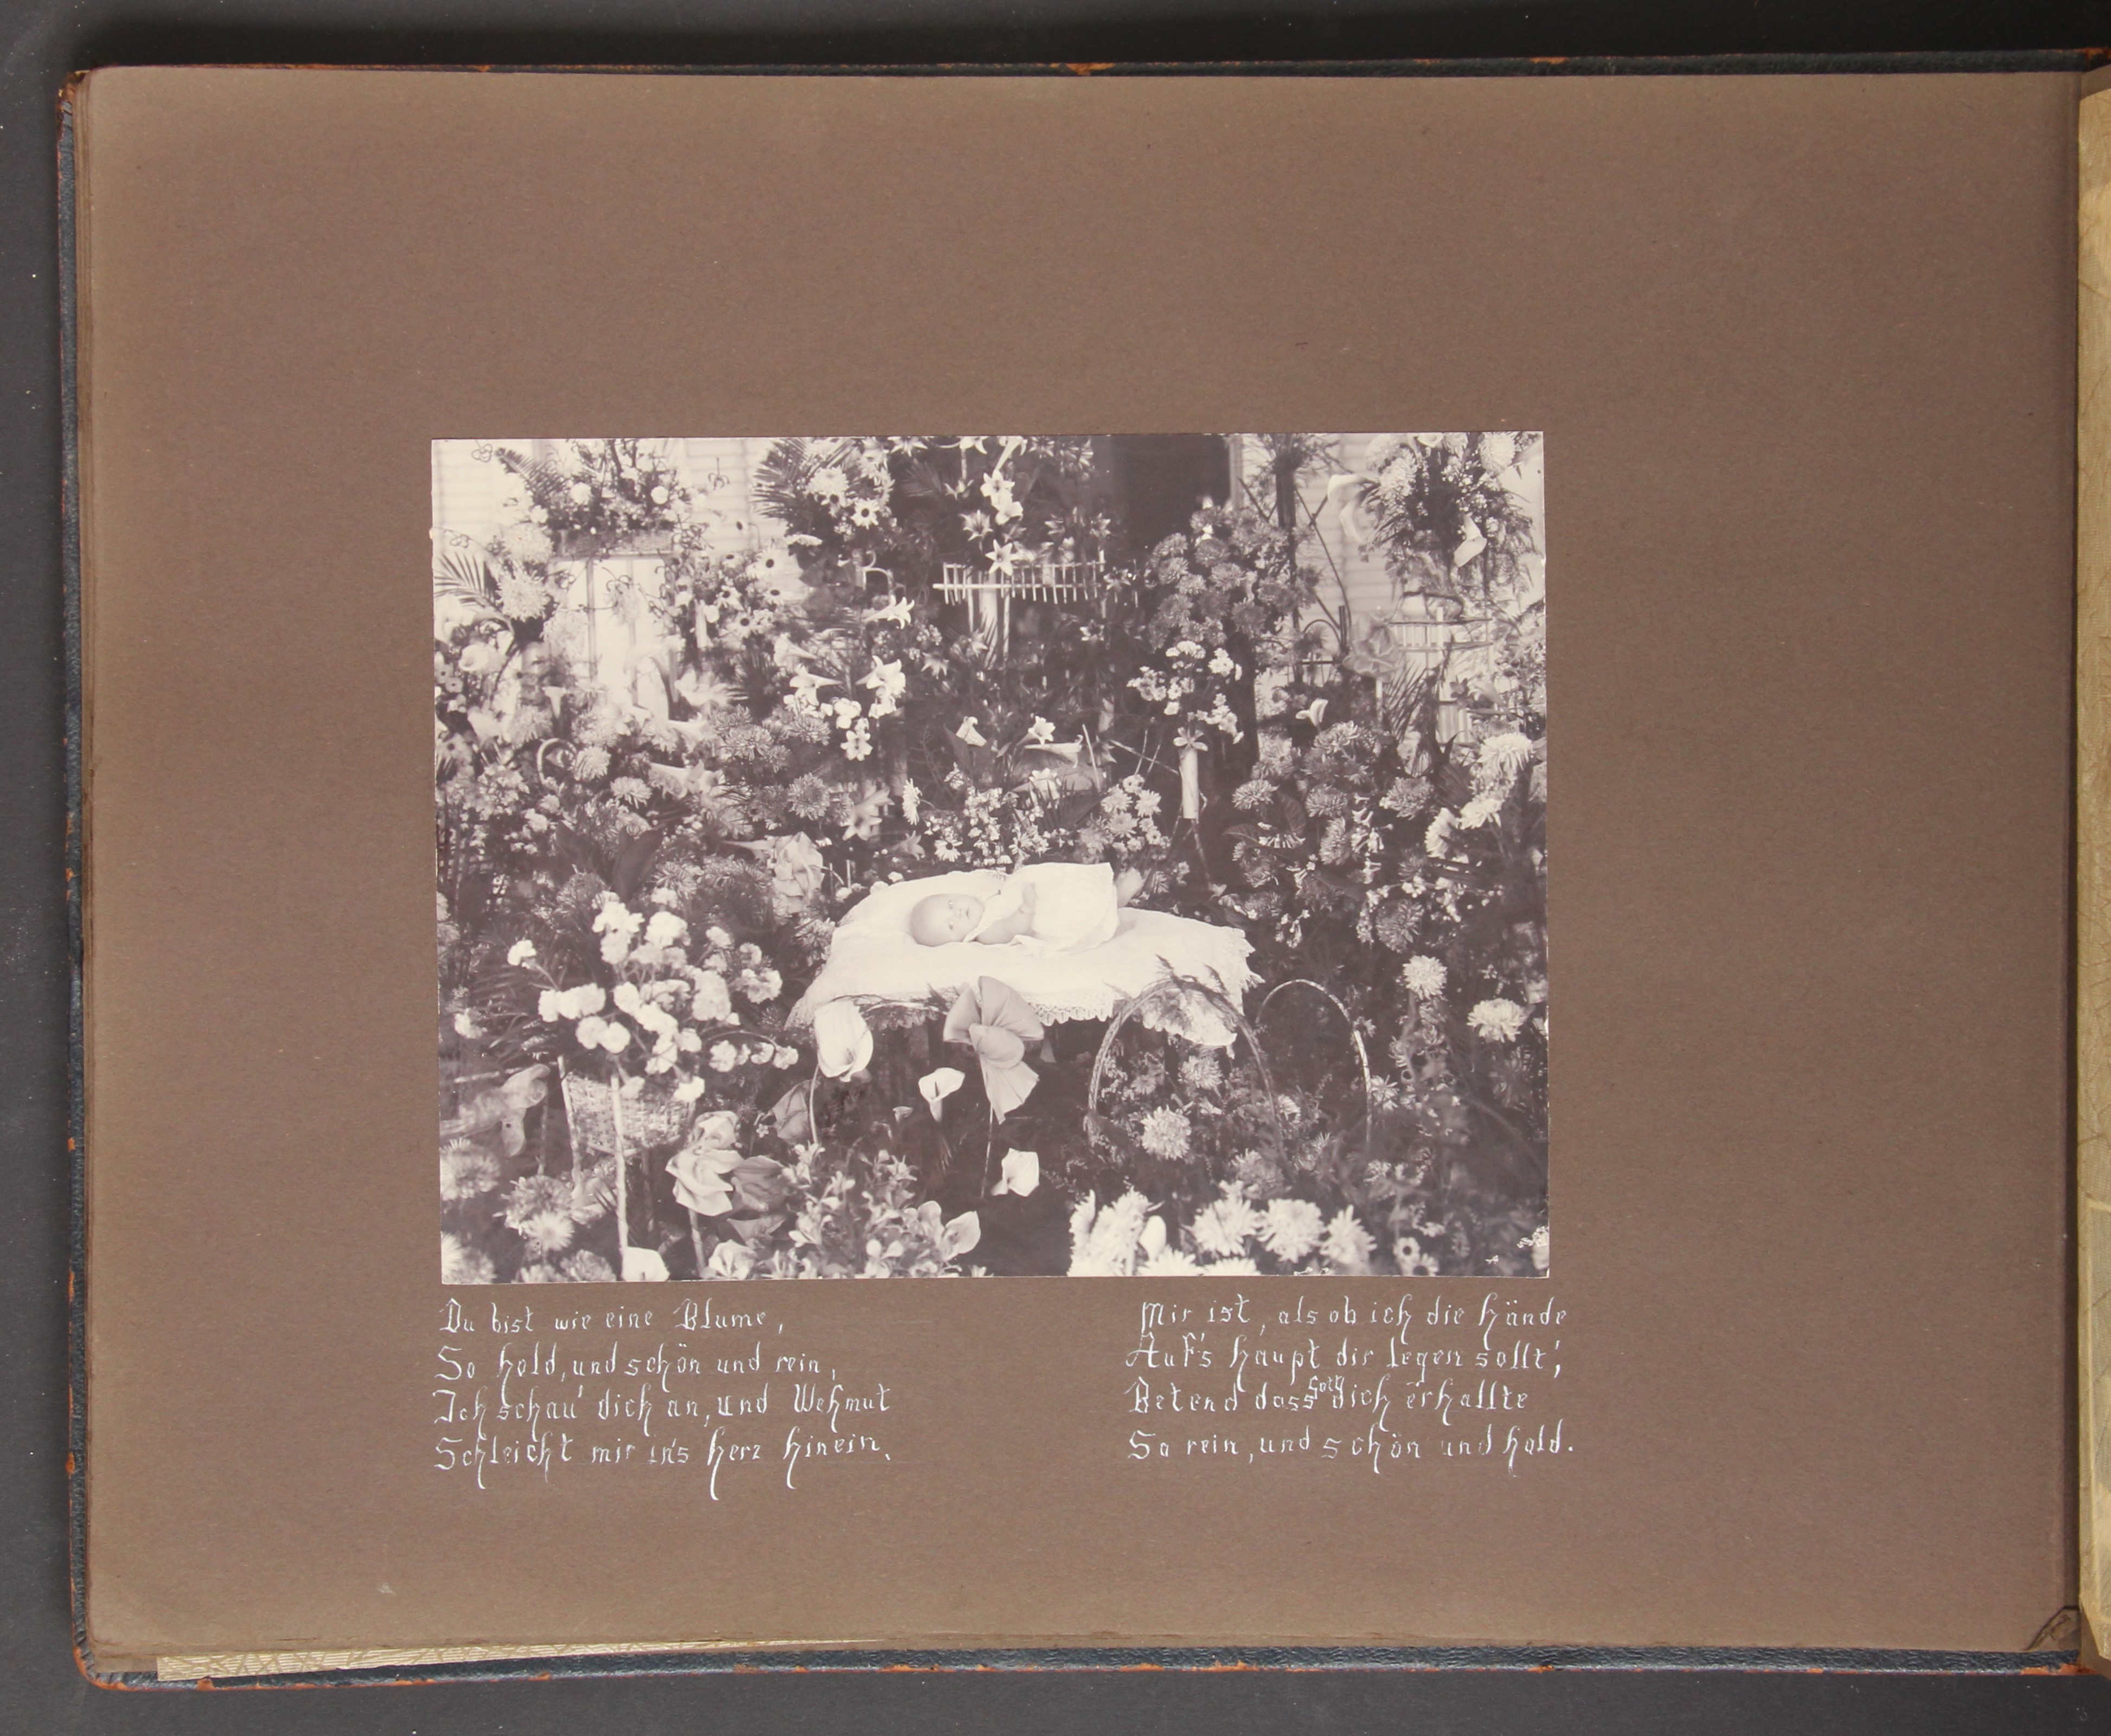 Du bist wie eine Blume,
So hold, und schön und rein,
Ich schau' dich an, und Wehmut
Schleicht mir in's herz hinein.
Mir ist, als ob ich die hände
Auf's haupt dir legen sollt',
Betend dass Gott dich erhallte
So rein, und schön und hold.